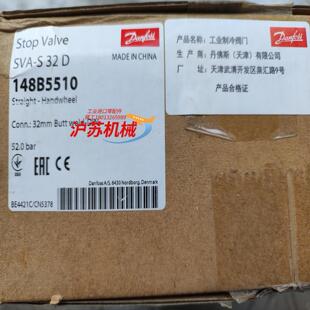 Stop Valve
SVA-S 32 D
148B5510
Straight - Handwheel
Conn.: 32mm Butt weld DIN
52.0 bar
Danfoss
MADE IN CHINA
Danfoss A/S, 6430 Nordborg, Denmark
BE4421C/CN5378
沪苏机械
Danfoss
产品名称：工业制冷阀门
生 产 商：丹佛斯（天津）有限公司
厂 址：天津武清开发区泉汇路9号
产品合格证